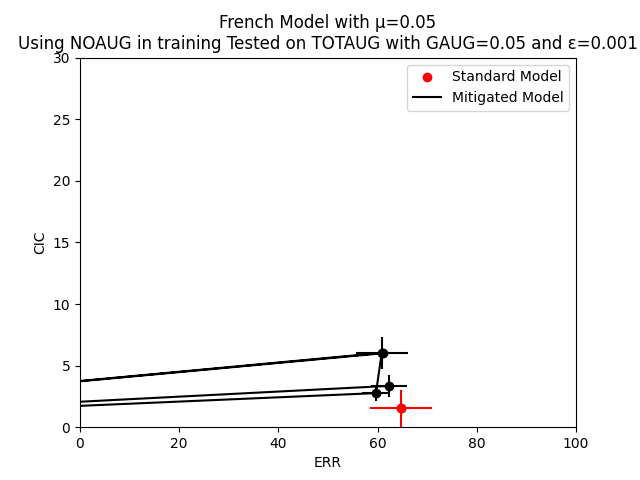 French Model with μ=0.05
Using NOAUG in training Tested on TOTAUG with GAUG=0.05 and ε=0.001
Standard Model
Mitigated Model
30
25
20
15
10
5
0
CIC
0 20 40 60 80 100
ERR